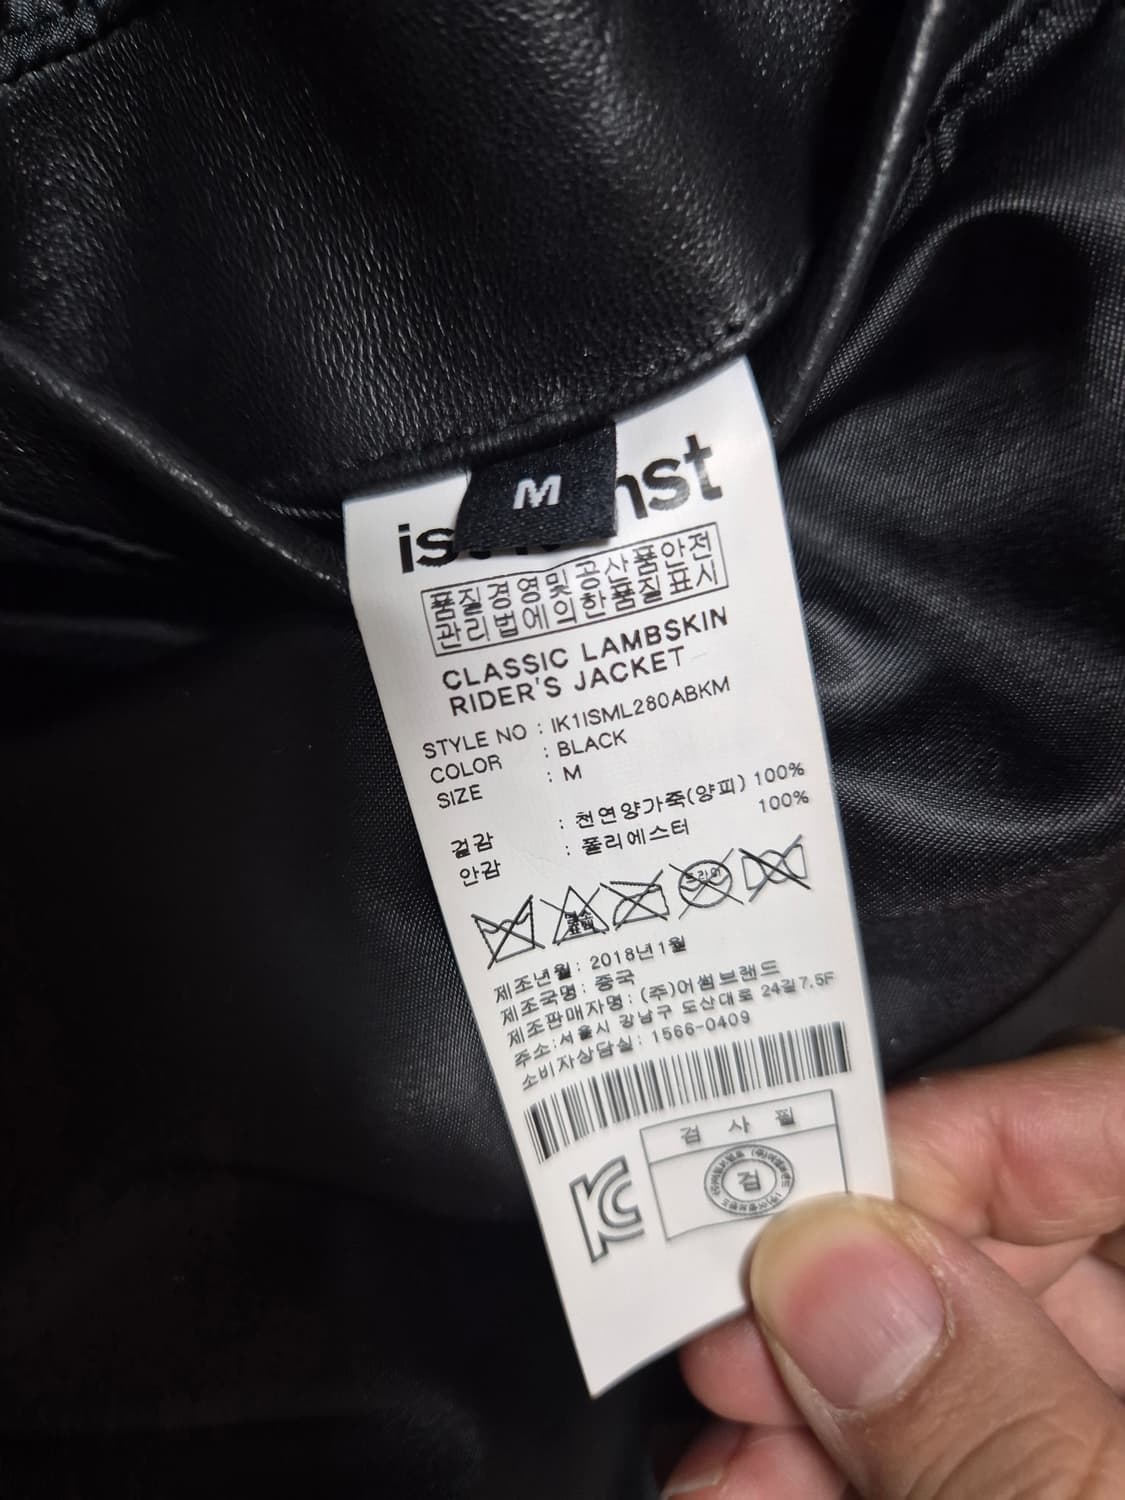 M
품질경영및공산품안전
관리법에의한품질표시
CLASSIC LAMBSKIN
RIDER'S JACKET
STYLE NO : IK1ISML280ABKM
COLOR : BLACK
SIZE : M
겉감 : 천연양가죽(양피) 100%
안감 : 폴리에스터 100%
드라이
제조년월 : 2018년1월
제조국명 : 중국
제조판매자명 : (주)어썸브랜드
주소:서울시 강남구 도산대로 24길7.5F
소비자상담실: 1566-0409
검 사 필
검
KC